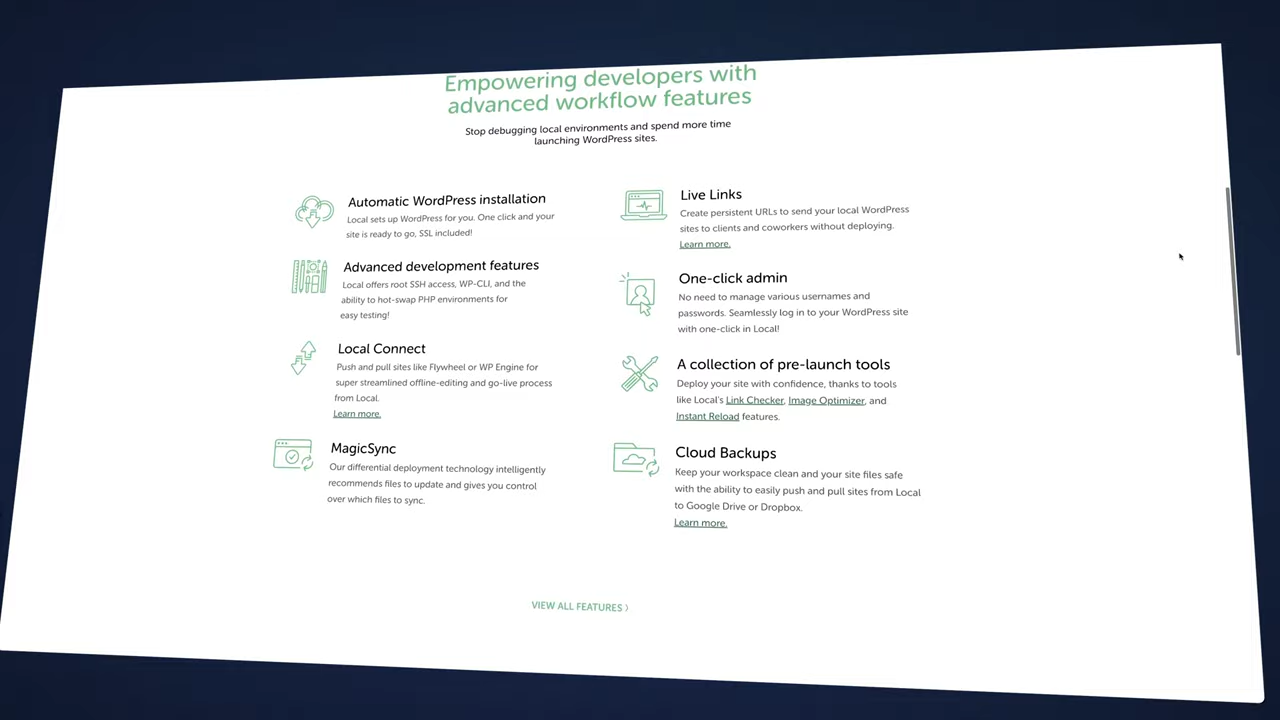 Empowering developers with
advanced workflow features
Stop debugging local environments and spend more time
launching WordPress sites.
Automatic WordPress installation
Local sets up WordPress for you. One click and your
site is ready to go, SSL included!
Advanced development features
Local offers root SSH access, WP-CLI, and the
ability to hot-swap PHP environments for
easy testing!
Local Connect
Push and pull sites like Flywheel or WP Engine for
super streamlined offline-editing and go-live process
from Local.
Learn more.
MagicSync
Our differential deployment technology intelligently
recommends files to update and gives you control
over which files to sync.
Live Links
Create persistent URLs to send your local WordPress
sites to clients and coworkers without deploying.
Learn more.
One-click admin
No need to manage various usernames and
passwords. Seamlessly log in to your WordPress site
with one-click in Local!
A collection of pre-launch tools
Deploy your site with confidence, thanks to tools
like Local's Link Checker, Image Optimizer, and
Instant Reload features.
Cloud Backups
Keep your workspace clean and your site files safe
with the ability to easily push and pull sites from Local
to Google Drive or Dropbox.
Learn more.
VIEW ALL FEATURES 〉